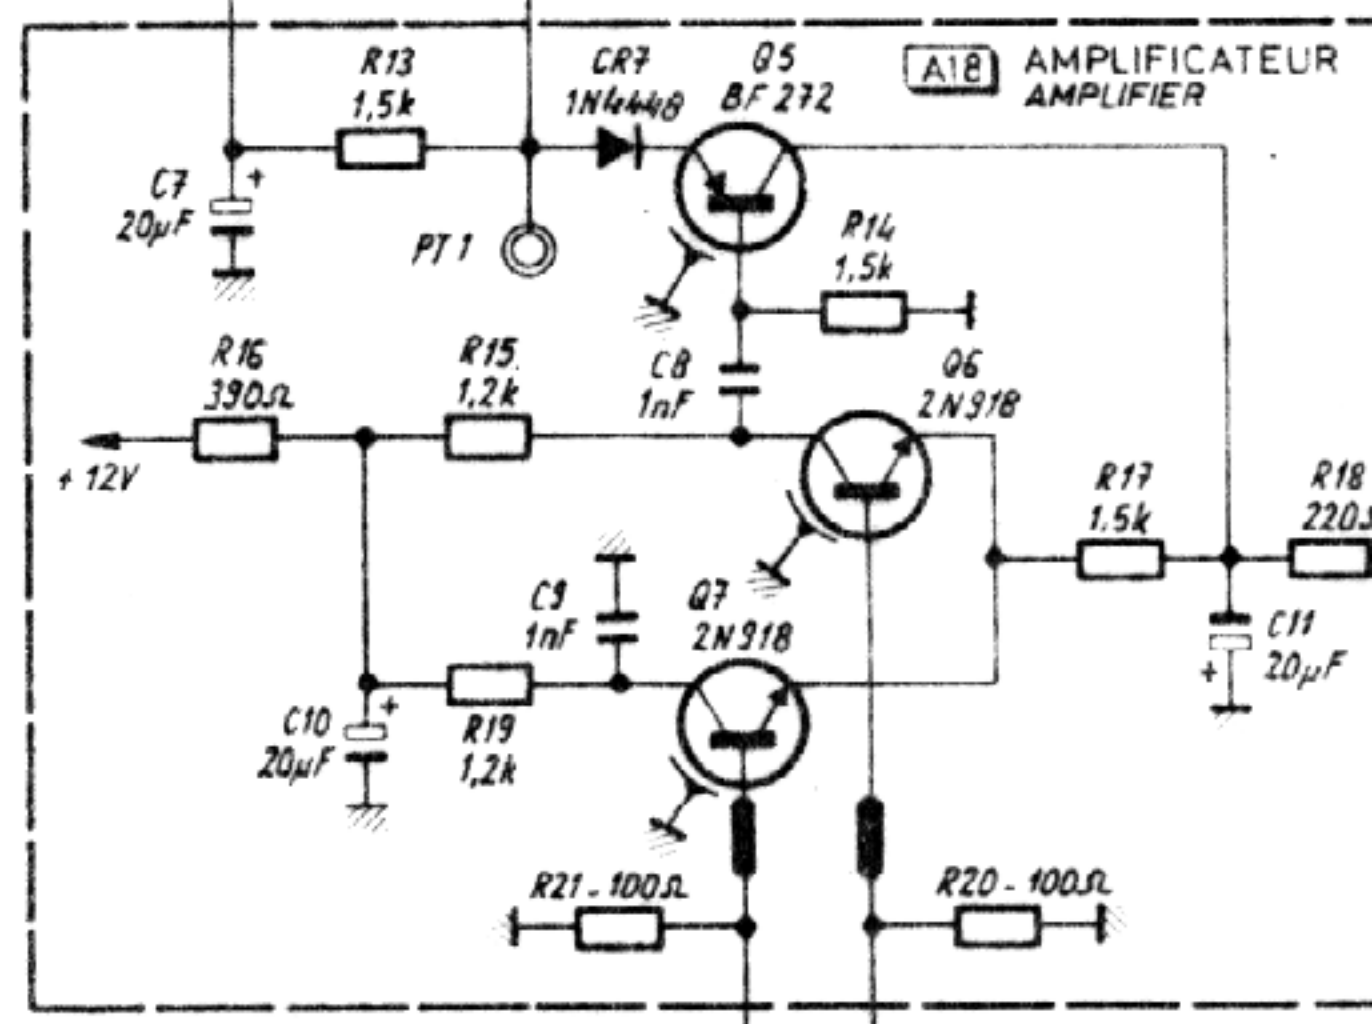 R13
1,5k
CR7
1N4448
Q5
BF 272
A18
AMPLIFICATEUR
AMPLIFIER
C7
20µF
+
PT 1
R14
1,5k
R16
390Ω
R15
1,2k
C8
1nF
Q6
2N918
+ 12V
R17
1.5k
R18
220Ω
C9
1nF
Q7
2N918
C11
20µF
+
C10
20µF
+
R19
1,2k
R21 - 100Ω
R20 - 100Ω